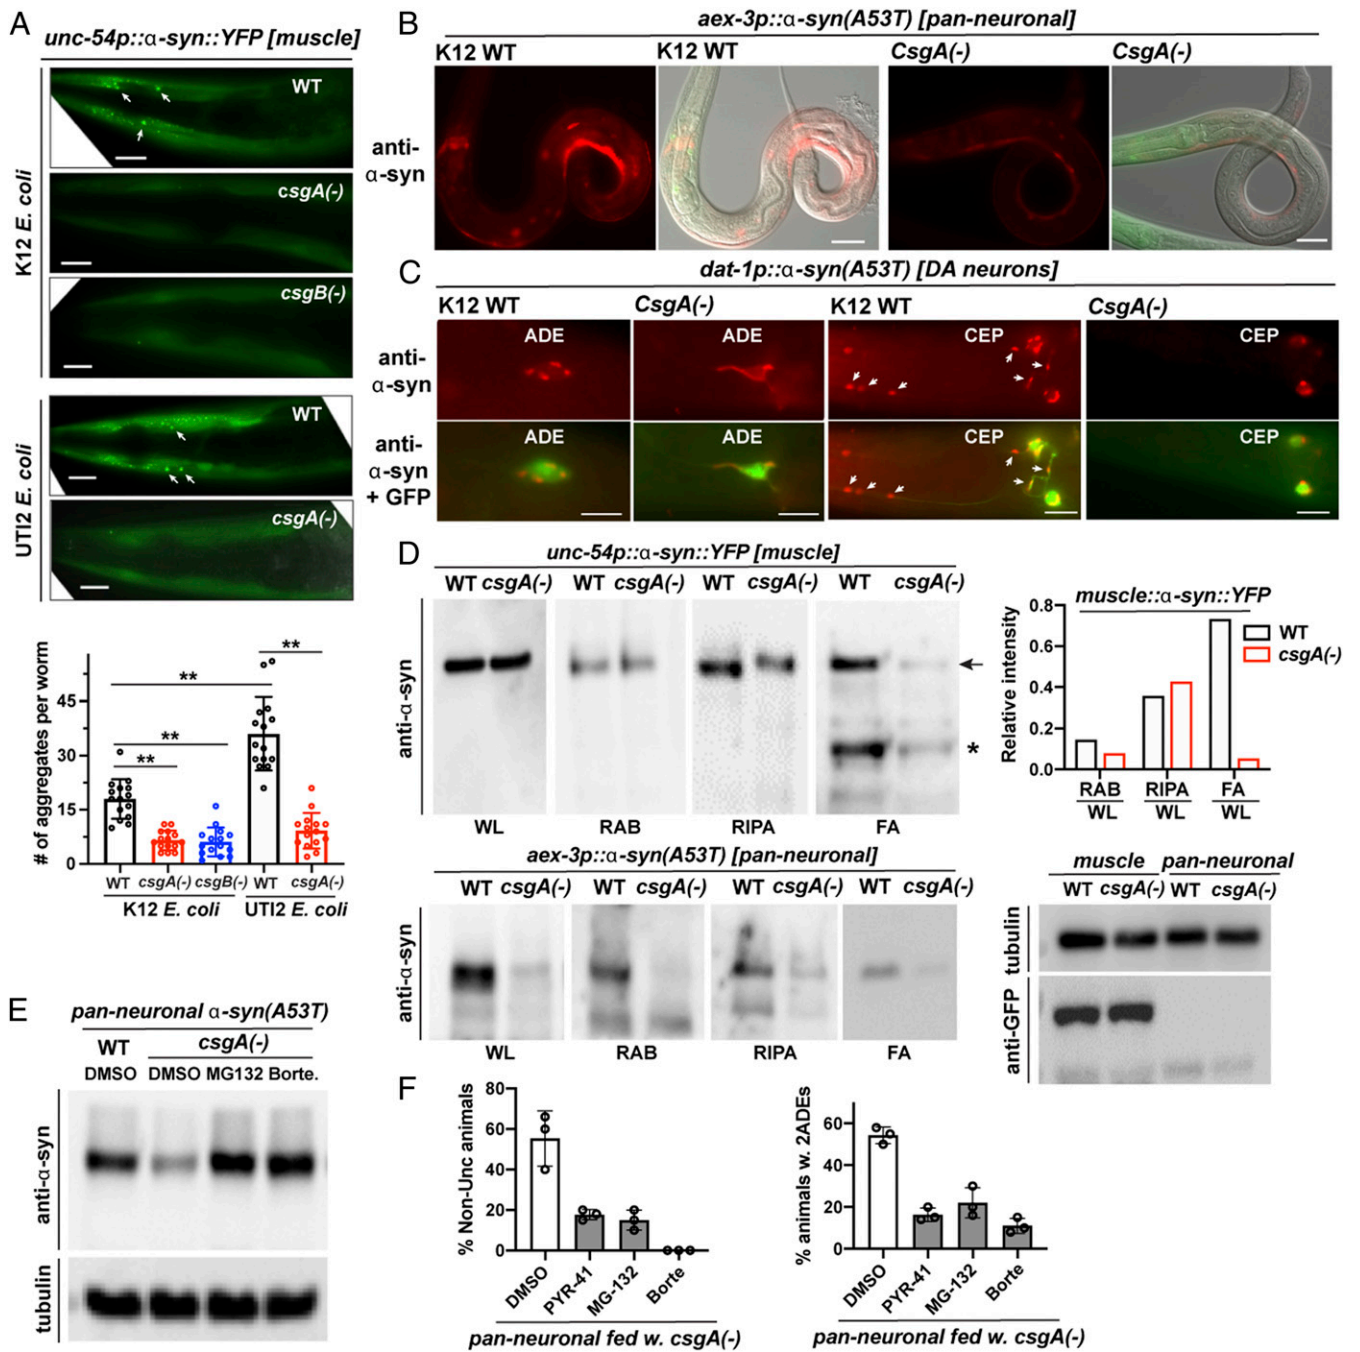 A
unc-54p::α-syn::YFP [muscle]
K12 E. coli
WT
csgA(-)
csgB(-)
UTI2 E. coli
WT
csgA(-)
# of aggregates per worm
45
30
15
0
**
**
**
**
WT csgA(-) csgB(-) WT csgA(-)
K12 E. coli UTI2 E. coli
B
aex-3p::α-syn(A53T) [pan-neuronal]
K12 WT K12 WT CsgA(-) CsgA(-)
anti-
α-syn
C
dat-1p::α-syn(A53T) [DA neurons]
K12 WT CsgA(-) K12 WT CsgA(-)
anti-
α-syn
ADE ADE CEP CEP
anti-
α-syn
+ GFP
ADE ADE CEP CEP
D
unc-54p::α-syn::YFP [muscle]
WT csgA(-) WT csgA(-) WT csgA(-) WT csgA(-)
anti-α-syn
*
WL RAB RIPA FA
muscle::α-syn::YFP
Relative intensity
0.8
0.6
0.4
0.2
0.0
WT
csgA(-)
RAB RIPA FA
WL WL WL
aex-3p::α-syn(A53T) [pan-neuronal]
WT csgA(-) WT csgA(-) WT csgA(-) WT csgA(-)
anti-α-syn
WL RAB RIPA FA
muscle pan-neuronal
WT csgA(-) WT csgA(-)
tubulin
anti-GFP
E
pan-neuronal α-syn(A53T)
WT csgA(-)
DMSO DMSO MG132 Borte.
anti-α-syn
tubulin
F
% Non-Unc animals
80
60
40
20
0
DMSO PYR-41 MG-132 Borte
pan-neuronal fed w. csgA(-)
% animals w. 2ADEs
60
40
20
0
DMSO PYR-41 MG-132 Borte
pan-neuronal fed w. csgA(-)